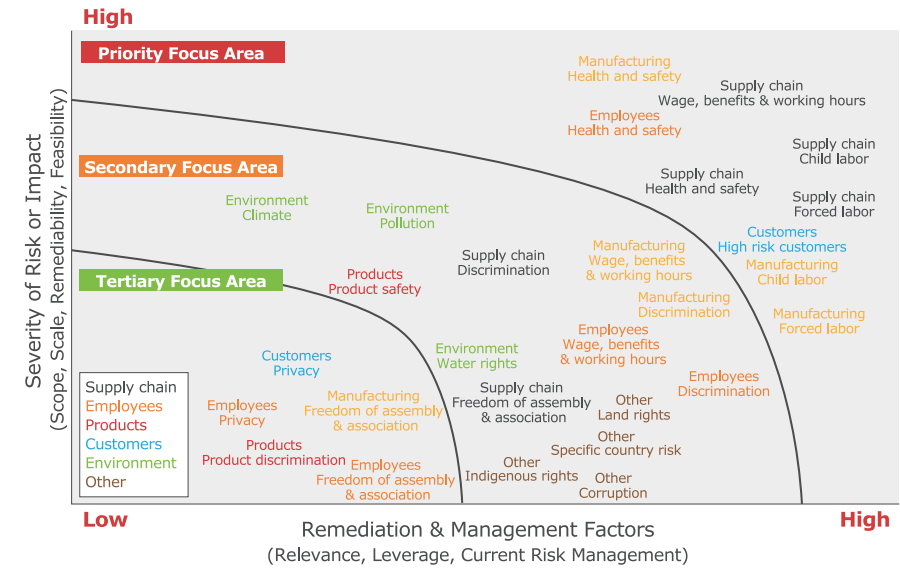 High
Priority Focus Area
Manufacturing
Health and safety
Supply chain
Wage, benefits & working hours
Employees
Health and safety
Supply chain
Child labor
Secondary Focus Area
Supply chain
Health and safety
Supply chain
Forced labor
Environment
Climate
Environment
Pollution
Customers
High risk customers
Supply chain
Discrimination
Manufacturing
Wage, benefits
& working hours
Manufacturing
Child labor
Tertiary Focus Area
Products
Product safety
Manufacturing
Discrimination
Manufacturing
Forced labor
Employees
Wage, benefits
& working hours
Environment
Water rights
Customers
Privacy
Employees
Discrimination
Supply chain
Freedom of assembly
& association
Manufacturing
Freedom of assembly
& association
Employees
Privacy
Other
Land rights
Other
Specific country risk
Products
Product discrimination
Employees
Freedom of assembly
& association
Other
Indigenous rights
Other
Corruption
Supply chain
Employees
Products
Customers
Environment
Other
Severity of Risk or Impact
(Scope, Scale, Remediability, Feasibility)
Low
High
Remediation & Management Factors
(Relevance, Leverage, Current Risk Management)